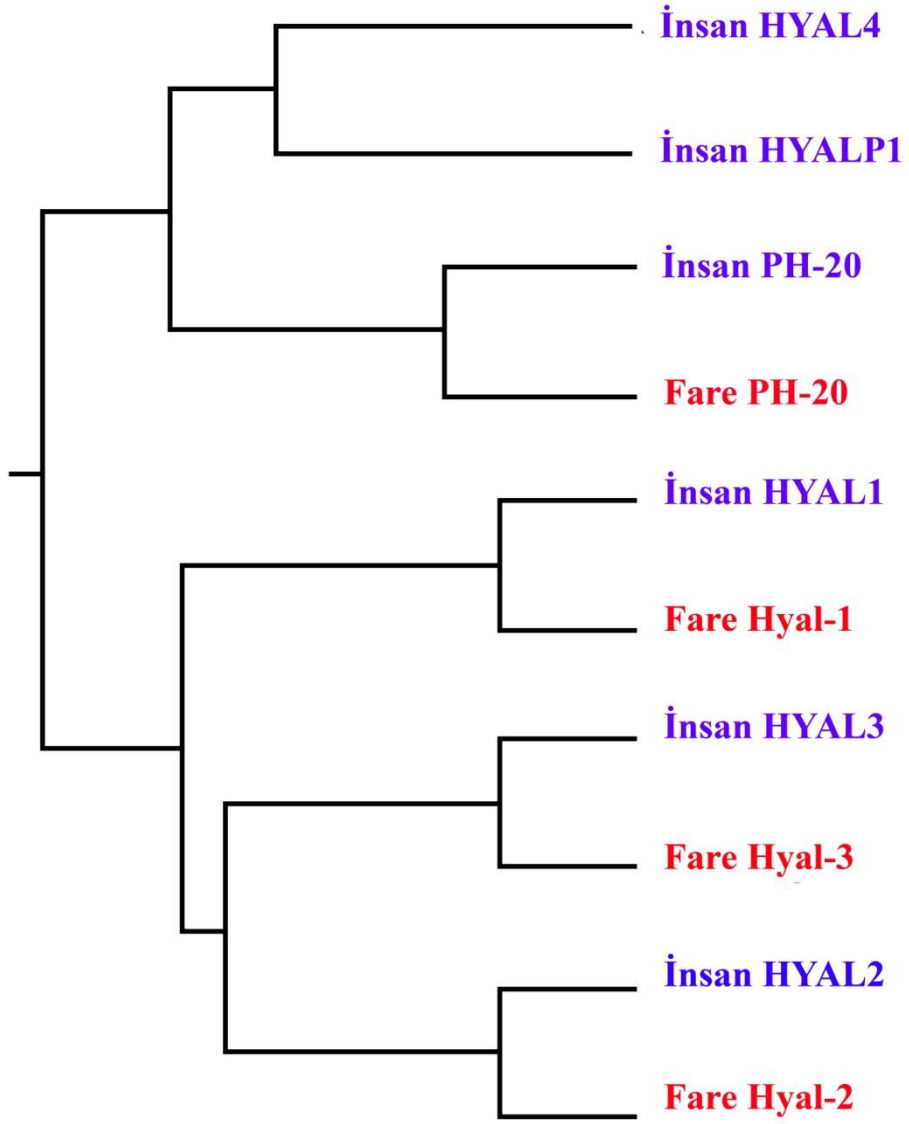 İnsan HYAL4
İnsan HYALP1
İnsan PH-20
Fare PH-20
İnsan HYAL1
Fare Hyal-1
İnsan HYAL3
Fare Hyal-3
İnsan HYAL2
Fare Hyal-2